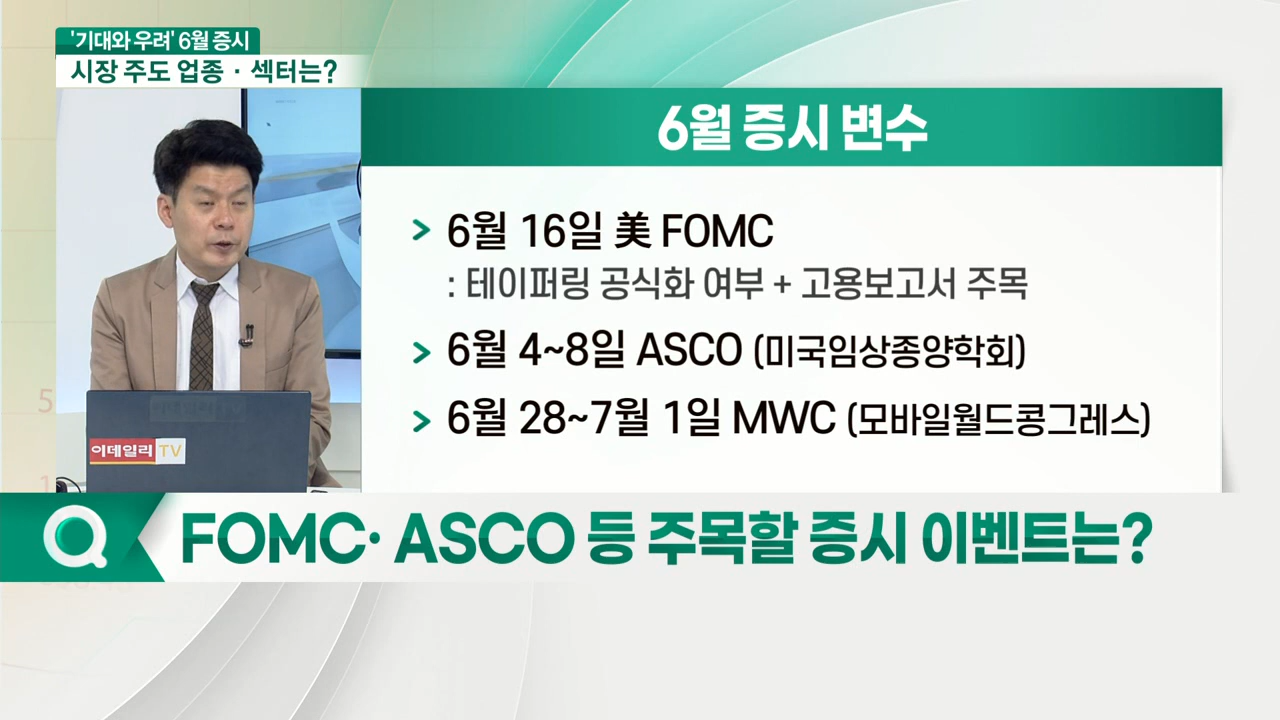 '기대와 우려' 6월 증시
시장 주도 업종 · 섹터는?
6월 증시 변수
> 6월 16일 美 FOMC
: 테이퍼링 공식화 여부 + 고용보고서 주목
> 6월 4~8일 ASCO (미국임상종양학회)
> 6월 28~7월 1일 MWC (모바일월드콩그레스)
이데일리 TV
FOMC· ASCO 등 주목할 증시 이벤트는?